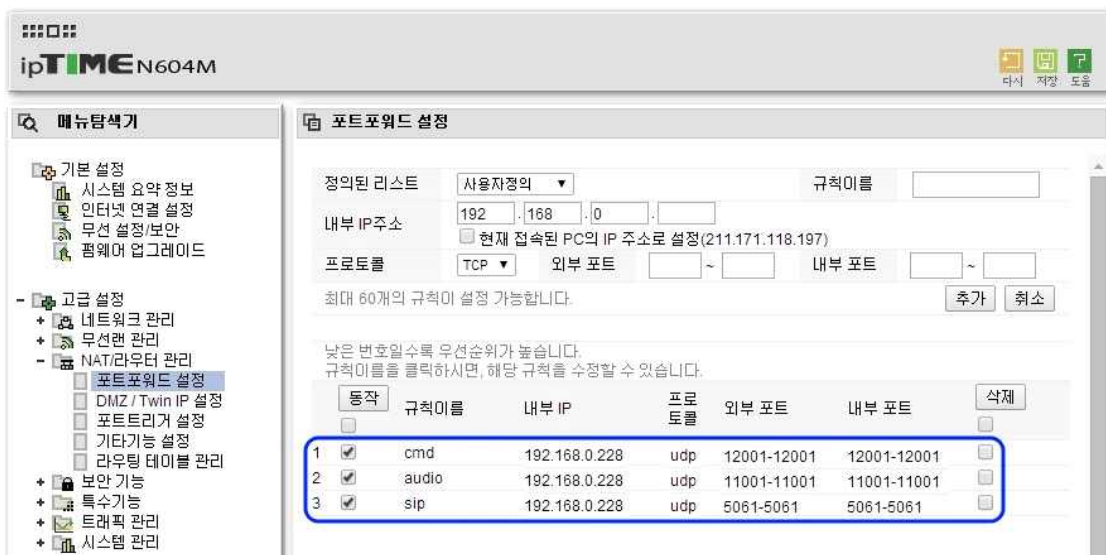 ipTIME N604M
다시 저장 도움
메뉴탐색기
기본 설정
시스템 요약 정보
인터넷 연결 설정
무선 설정/보안
펌웨어 업그레이드
고급 설정
네트워크 관리
무선랜 관리
NAT/라우터 관리
포트포워드 설정
DMZ / Twin IP 설정
포트트리거 설정
기타기능 설정
라우팅 테이블 관리
보안 기능
특수기능
트래픽 관리
시스템 관리
포트포워드 설정
정의된 리스트 사용자정의 ▼ 규칙이름
내부 IP주소 192 . 168 . 0 .
현재 접속된 PC의 IP 주소로 설정(211.171.118.197)
프로토콜 TCP ▼ 외부 포트 ~ 내부 포트 ~
최대 60개의 규칙이 설정 가능합니다. 추가 취소
낮은 번호일수록 우선순위가 높습니다.
규칙이름을 클릭하시면, 해당 규칙을 수정할 수 있습니다.
동작 규칙이름 내부 IP 프로토콜 외부 포트 내부 포트 삭제
1 cmd 192.168.0.228 udp 12001-12001 12001-12001
2 audio 192.168.0.228 udp 11001-11001 11001-11001
3 sip 192.168.0.228 udp 5061-5061 5061-5061